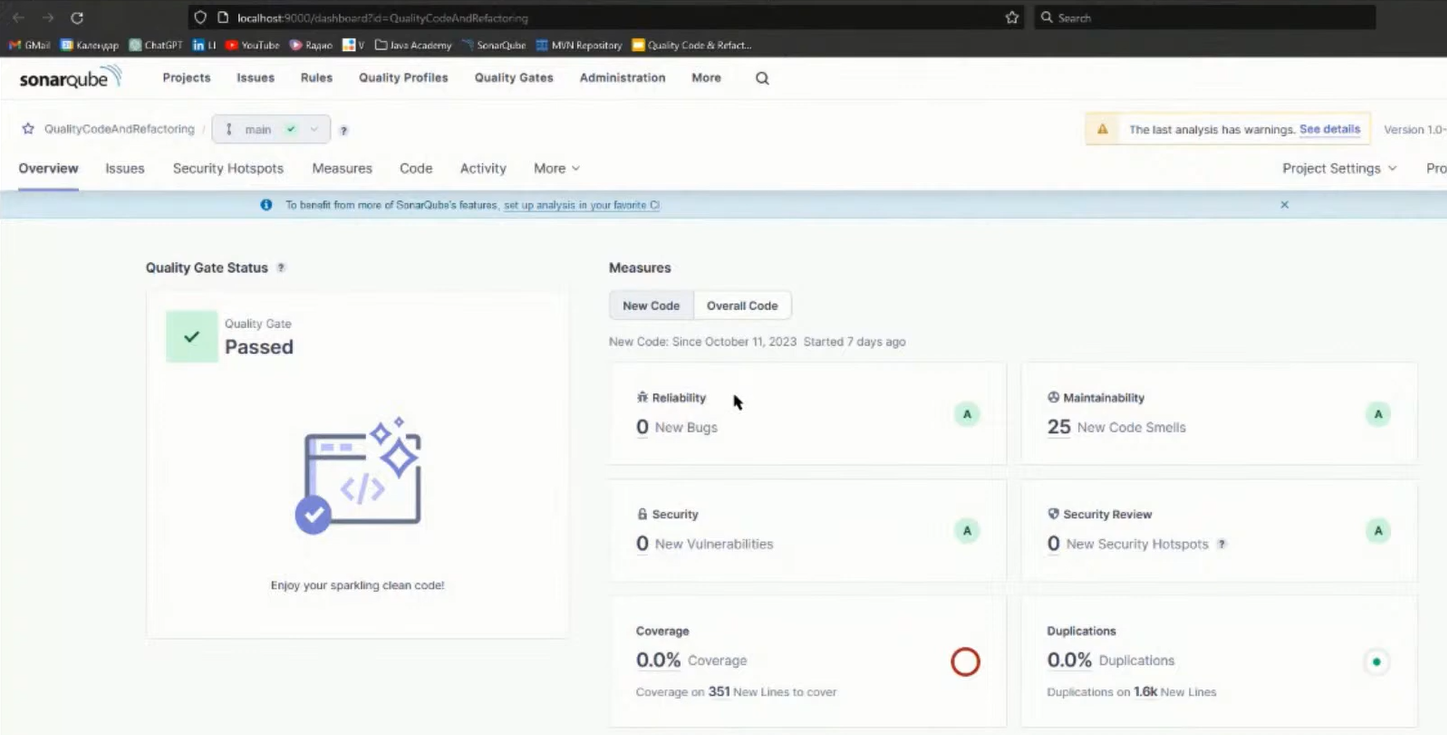 localhost:9000/dashboard?id=QualityCodeAndRefactoring
Search
GMail Календар ChatGPT LI YouTube Радио V Java Academy SonarQube MVN Repository Quality Code & Refact...
sonarqube Projects Issues Rules Quality Profiles Quality Gates Administration More
QualityCodeAndRefactoring / main ?
The last analysis has warnings. See details Version 1.0-
Overview Issues Security Hotspots Measures Code Activity More Project Settings Pro
To benefit from more of SonarQube's features, set up analysis in your favorite CI.
Quality Gate Status ?
Quality Gate
Passed
</>
Enjoy your sparkling clean code!
Measures
New Code Overall Code
New Code: Since October 11, 2023 Started 7 days ago
Reliability
0 New Bugs
A
Maintainability
25 New Code Smells
A
Security
0 New Vulnerabilities
A
Security Review
0 New Security Hotspots ?
A
Coverage
0.0% Coverage
Coverage on 351 New Lines to cover
Duplications
0.0% Duplications
Duplications on 1.6k New Lines